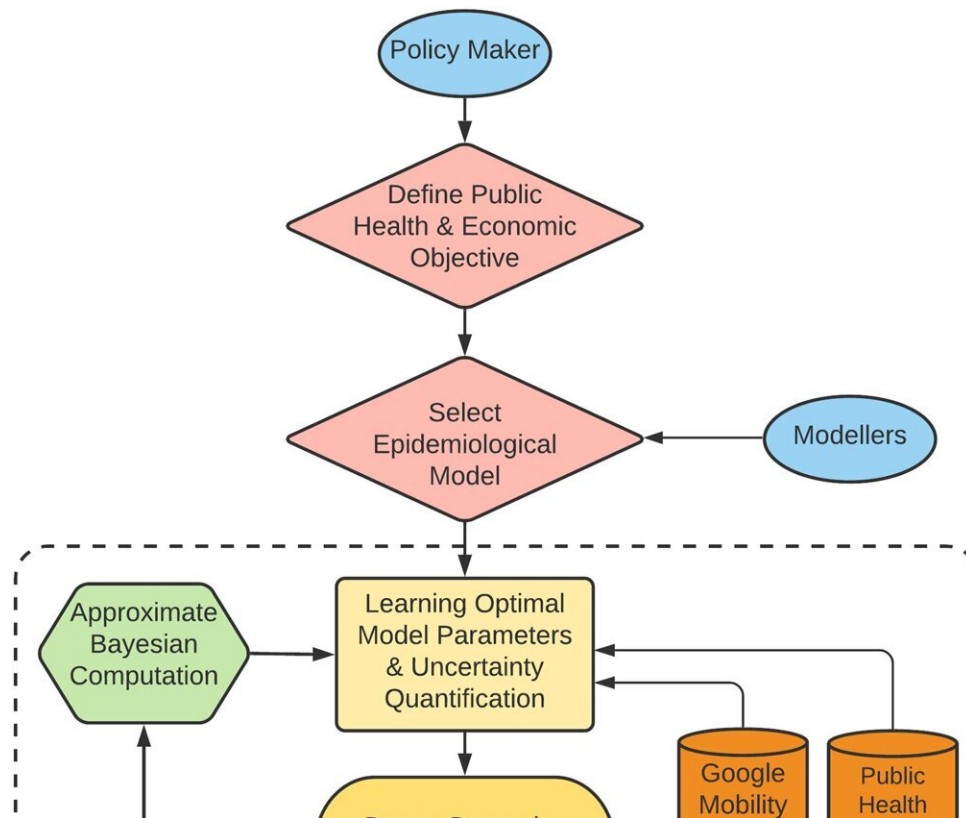 Policy Maker
Define Public
Health & Economic
Objective
Select
Epidemiological
Model
Modellers
Approximate
Bayesian
Computation
Learning Optimal
Model Parameters
& Uncertainty
Quantification
Google
Mobility
Public
Health